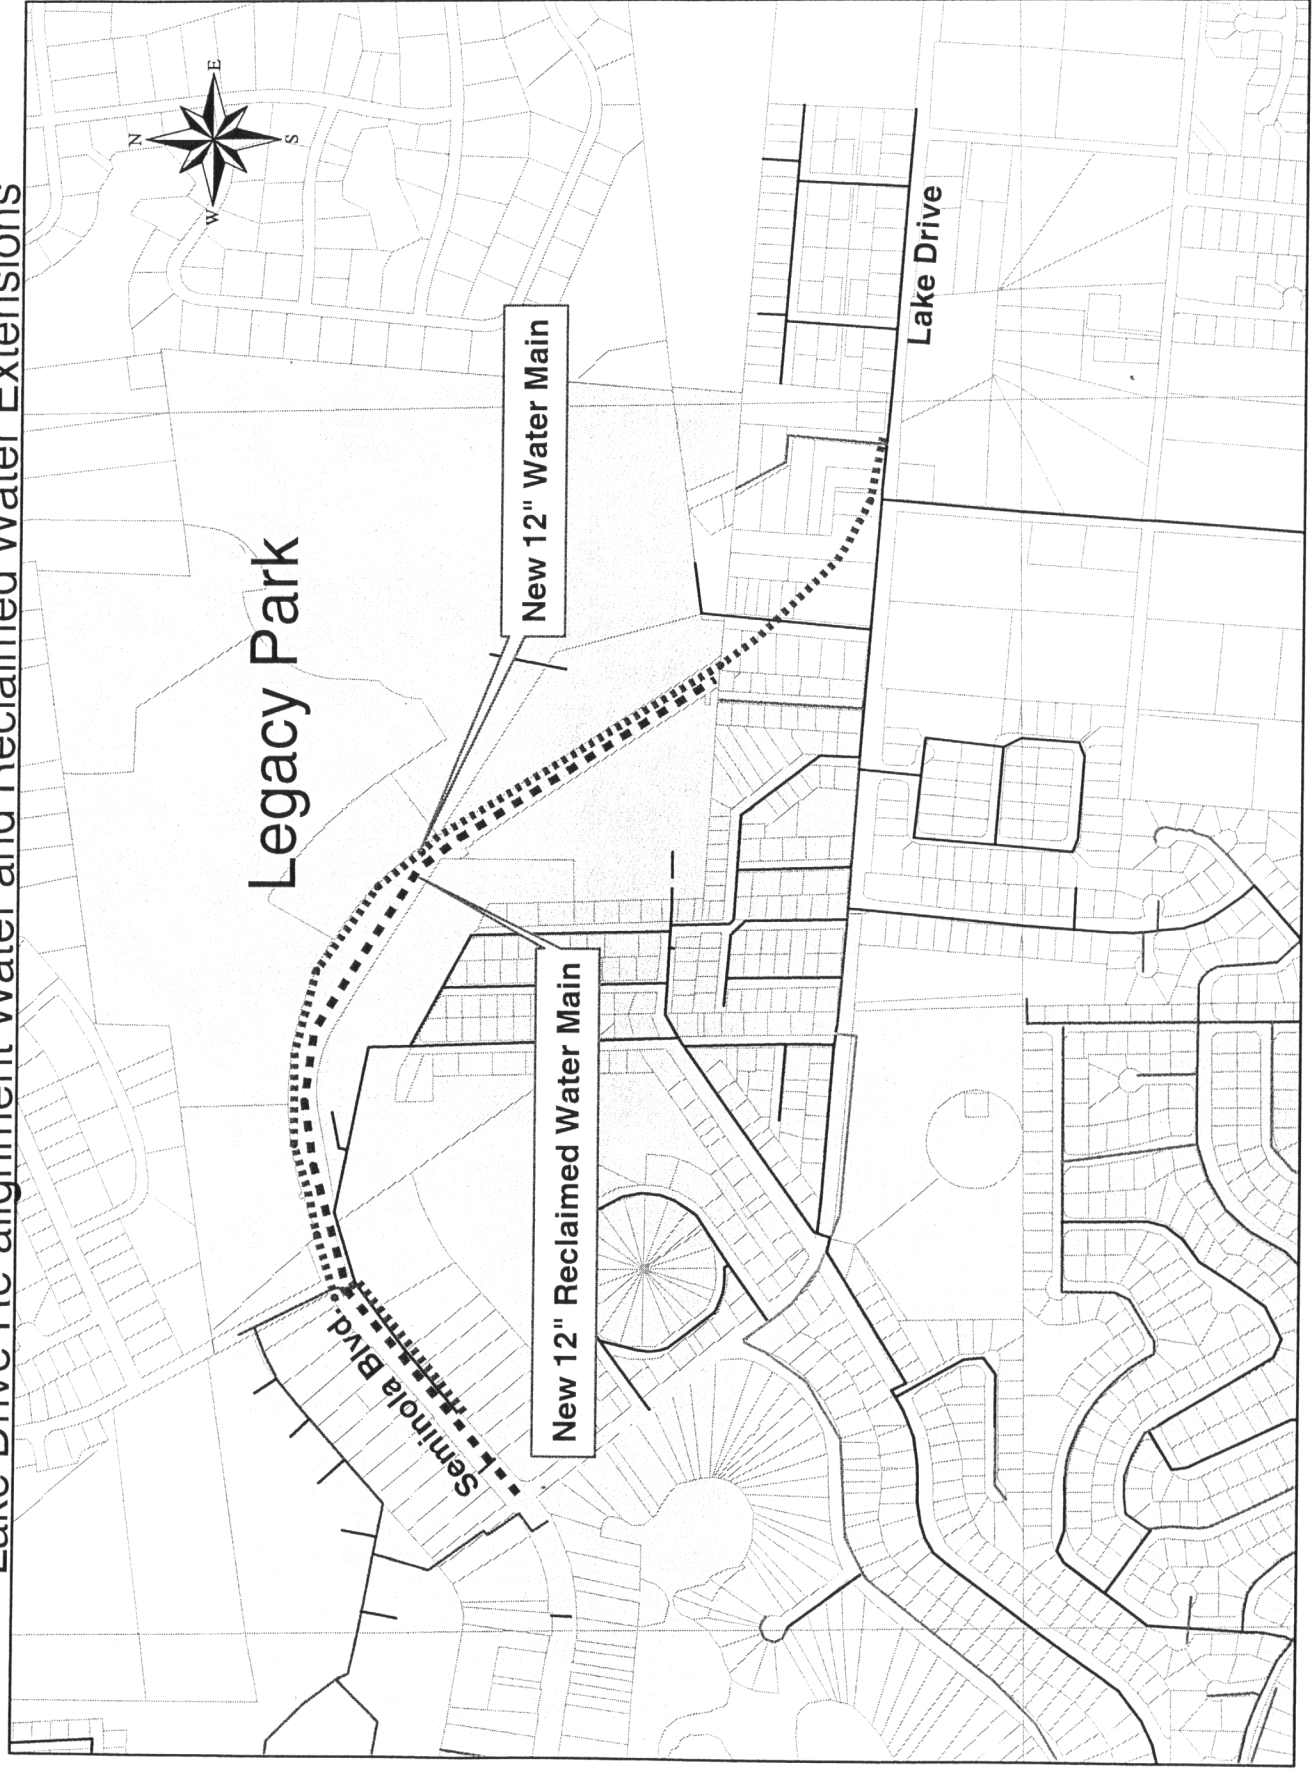 Lake Drive Re-alignment Water and Reclaimed Water Extensions
N
E
S
W
Legacy Park
New 12" Water Main
Lake Drive
Seminola Blvd.
New 12" Reclaimed Water Main